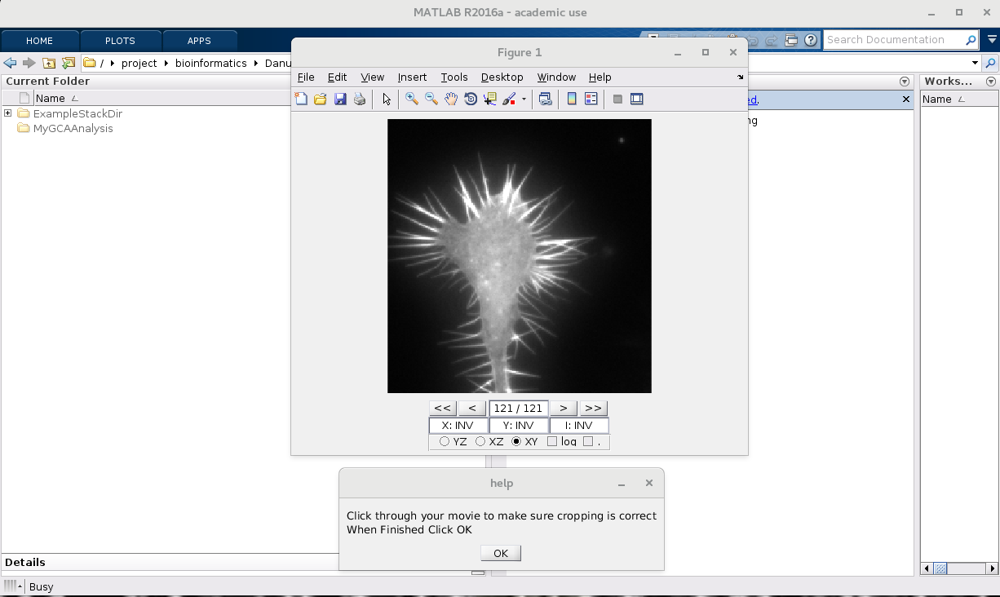 MATLAB R2016a - academic use
HOME PLOTS APPS
Search Documentation
/ project bioinformatics Danu
Current Folder
Name
ExampleStackDir
MyGCAAnalysis
Details
Busy
Figure 1
File Edit View Insert Tools Desktop Window Help
<< < 121 / 121 > >>
X: INV Y: INV I: INV
YZ XZ XY log .
help
Click through your movie to make sure cropping is correct
When Finished Click OK
OK
ed.
ng
Works...
Name